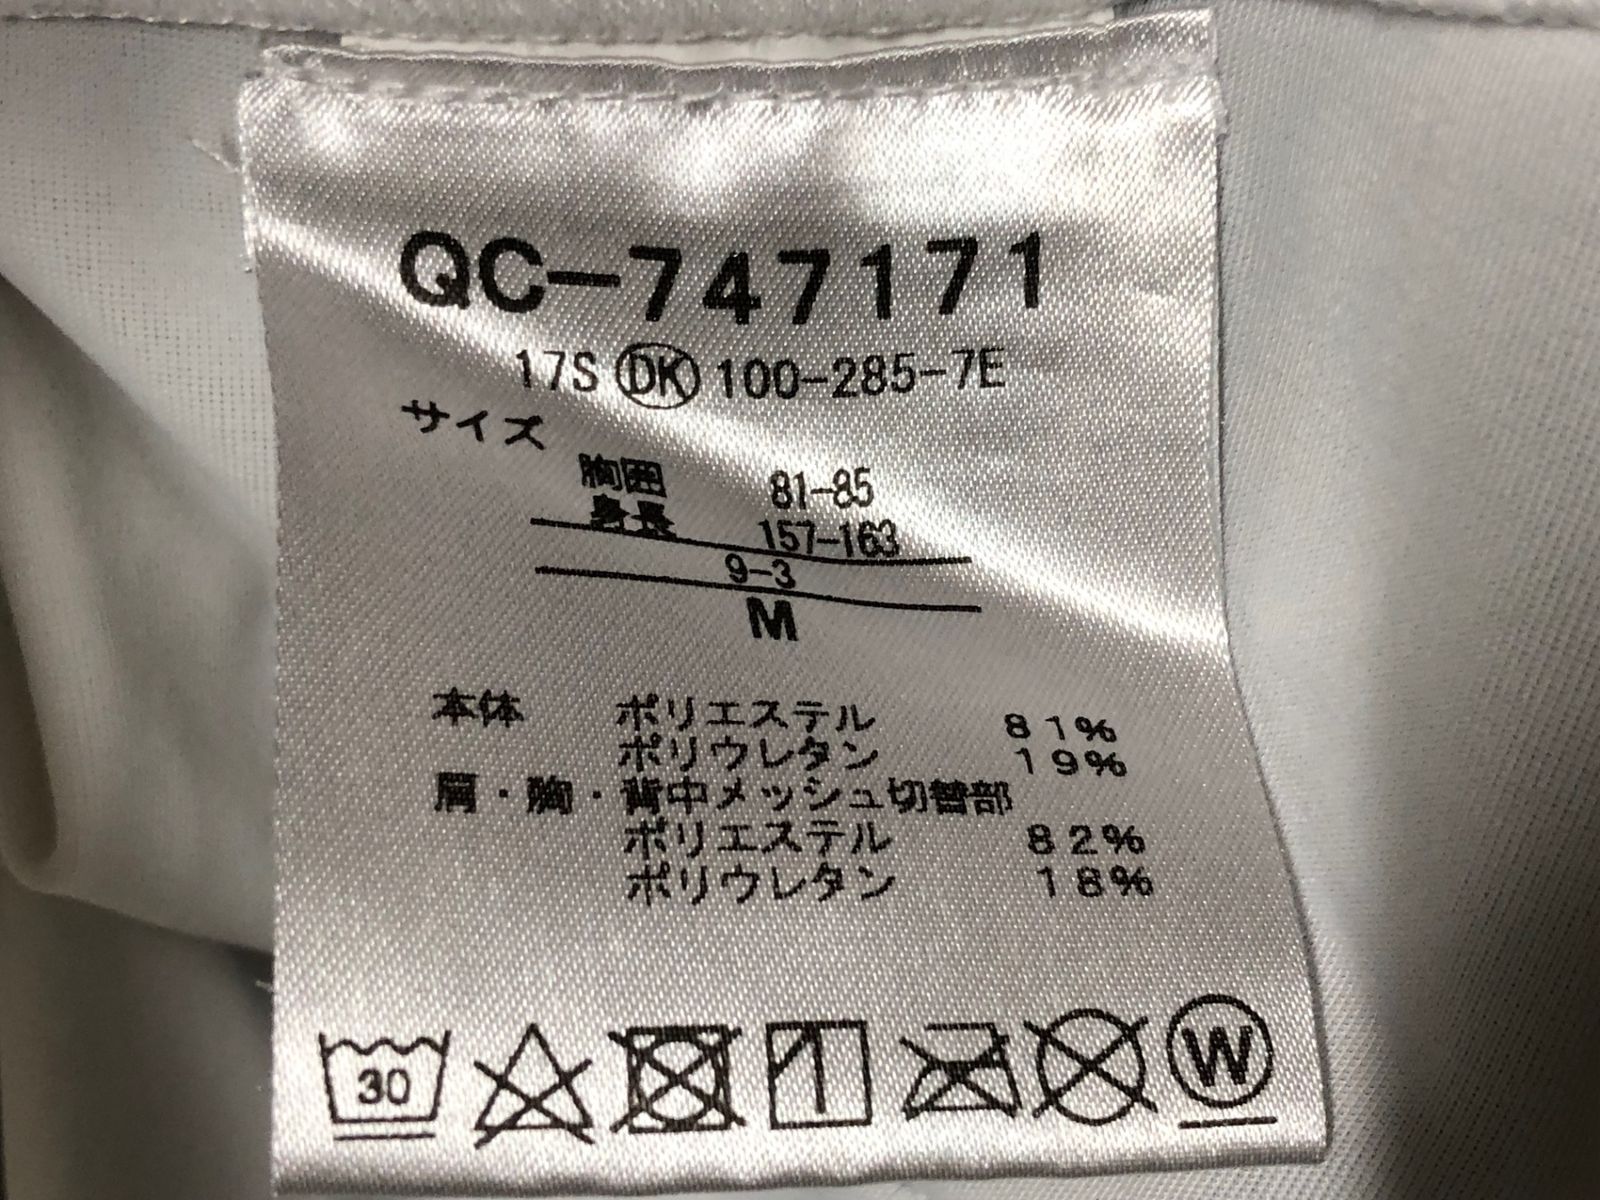 QC-747171
17S DK 100-285-7E
サイズ
胸囲 81-85
身長 157-163
9-3
M
本体 ポリエステル 81%
ポリウレタン 19%
肩・胸・背中メッシュ切替部
ポリエステル 82%
ポリウレタン 18%
30
W